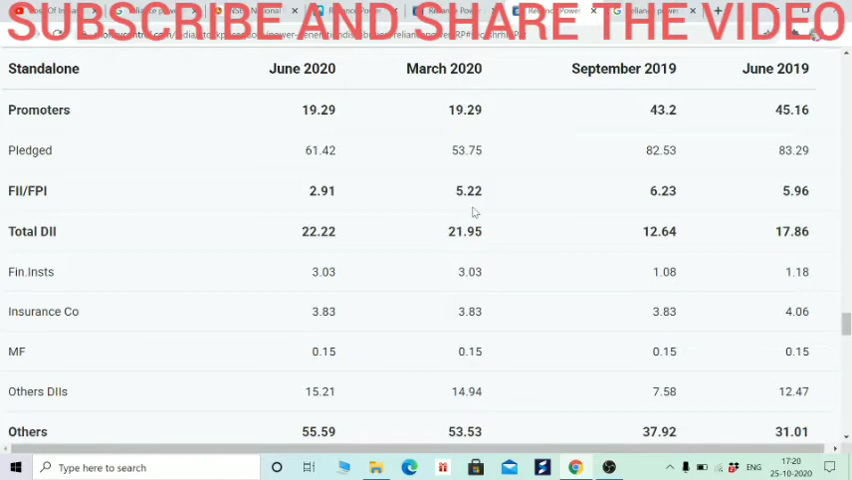 SUBSCRIBE AND SHARE THE VIDEO
Standalone June 2020 March 2020 September 2019 June 2019
Promoters 19.29 19.29 43.2 45.16
Pledged 61.42 53.75 82.53 83.29
FII/FPI 2.91 5.22 6.23 5.96
Total DII 22.22 21.95 12.64 17.86
Fin.Insts 3.03 3.03 1.08 1.18
Insurance Co 3.83 3.83 3.83 4.06
MF 0.15 0.15 0.15 0.15
Others DIIs 15.21 14.94 7.58 12.47
Others 55.59 53.53 37.92 31.01
Type here to search
ENG
17:20
25-10-2020